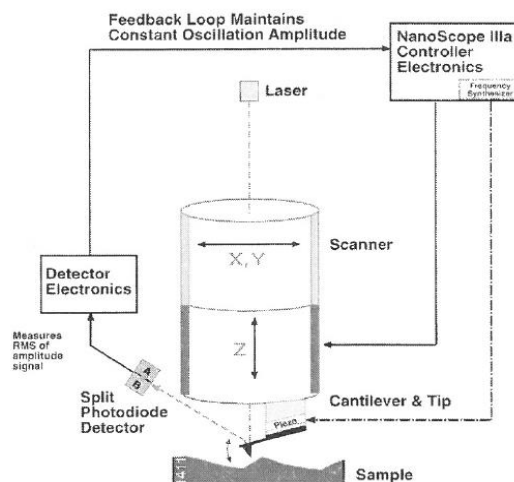 Feedback Loop Maintains
Constant Oscillation Amplitude
NanoScope IIIa
Controller
Electronics
Frequency
Synthesizer
Laser
X, Y
Scanner
Detector
Electronics
Z
Measures
RMS of
amplitude
signal
A
B
Split
Photodiode
Detector
Cantilever & Tip
Piezo
Sample